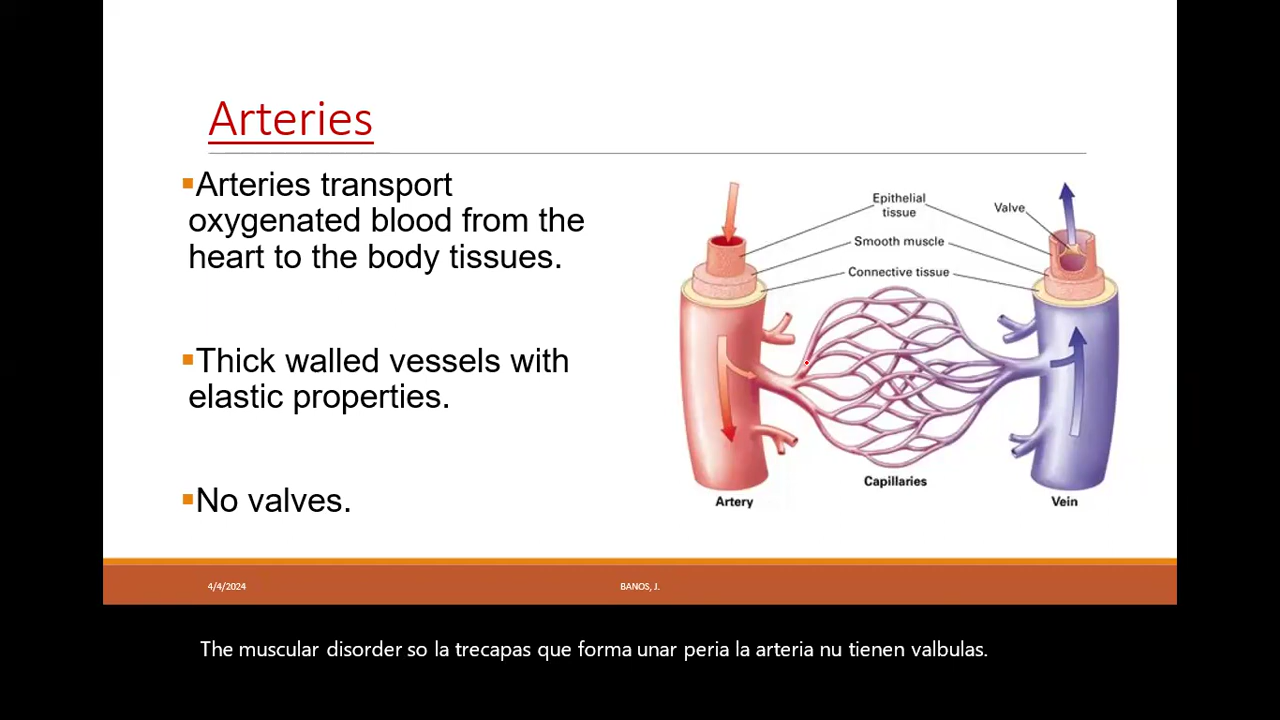 Arteries
▪Arteries transport
oxygenated blood from the
heart to the body tissues.
▪Thick walled vessels with
elastic properties.
▪No valves.
Epithelial
tissue
Valve
Smooth muscle
Connective tissue
Capillaries
Artery
Vein
4/4/2024
BANOS, J.
The muscular disorder so la trecapas que forma unar peria la arteria nu tienen valbulas.